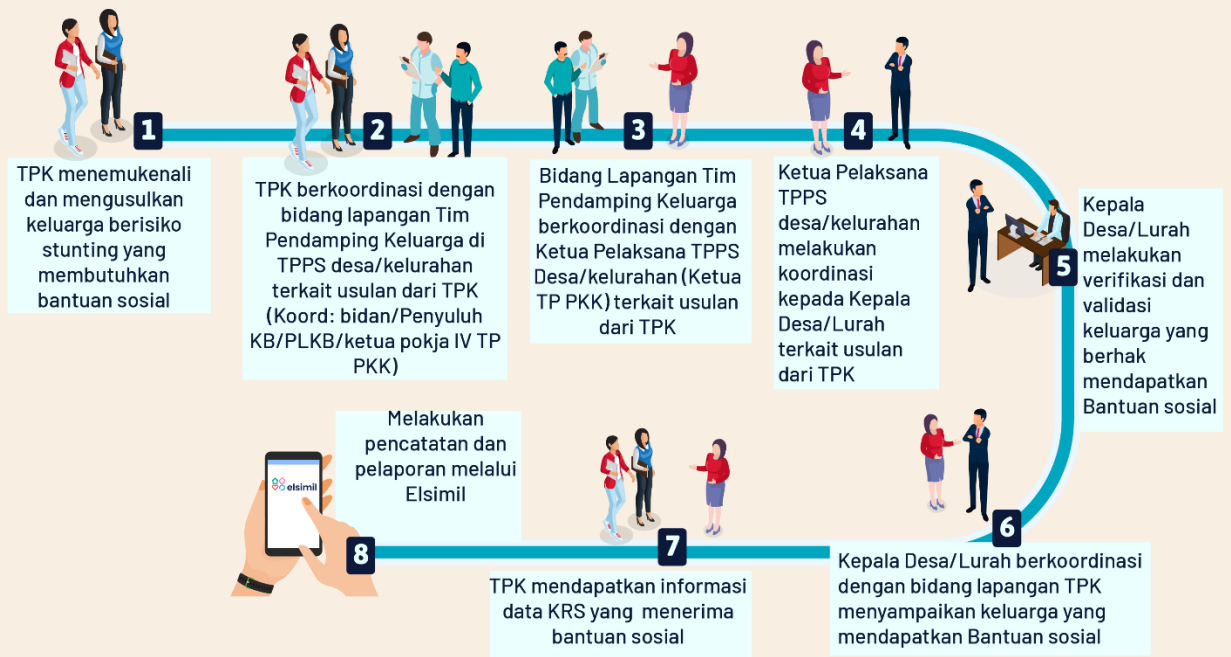 1
TPK menemukenali
dan mengusulkan
keluarga berisiko
stunting yang
membutuhkan
bantuan sosial
2
TPK berkoordinasi dengan
bidang lapangan Tim
Pendamping Keluarga di
TPPS desa/kelurahan
terkait usulan dari TPK
(Koord: bidan/Penyuluh
KB/PLKB/ketua pokja IV TP
PKK)
3
Bidang Lapangan Tim
Pendamping Keluarga
berkoordinasi dengan
Ketua Pelaksana TPPS
Desa/kelurahan (Ketua
TP PKK) terkait usulan
dari TPK
4
Ketua Pelaksana
TPPS
desa/kelurahan
melakukan
koordinasi
kepada Kepala
Desa/Lurah
terkait usulan
dari TPK
5
Kepala
Desa/Lurah
melakukan
verifikasi dan
validasi
keluarga yang
berhak
mendapatkan
Bantuan sosial
6
Kepala Desa/Lurah berkoordinasi
dengan bidang lapangan TPK
menyampaikan keluarga yang
mendapatkan Bantuan sosial
7
TPK mendapatkan informasi
data KRS yang menerima
bantuan sosial
8
Melakukan
pencatatan dan
pelaporan melalui
Elsimil
elsimil